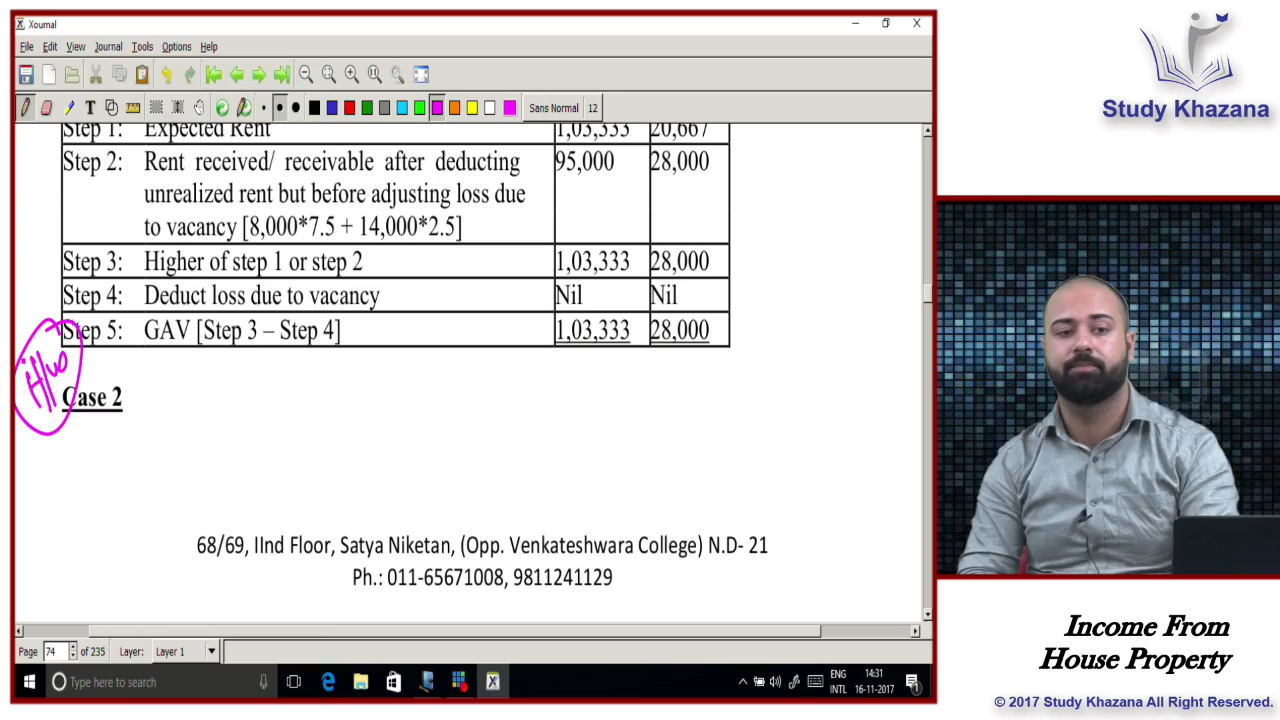 Xournal
File Edit View Journal Tools Options Help
Sans Normal 12
Step 1: Expected Rent 1,03,333 20,667
Step 2: Rent received/ receivable after deducting 95,000 28,000
unrealized rent but before adjusting loss due
to vacancy [8,000*7.5 + 14,000*2.5]
Step 3: Higher of step 1 or step 2 1,03,333 28,000
Step 4: Deduct loss due to vacancy Nil Nil
Step 5: GAV [Step 3 – Step 4] 1,03,333 28,000
Case 2
68/69, IInd Floor, Satya Niketan, (Opp. Venkateshwara College) N.D- 21
Ph.: 011-65671008, 9811241129
Page 74 of 235 Layer: Layer 1
Type here to search
ENG 14:31
INTL 16-11-2017
1
Study Khazana
Income From
House Property
© 2017 Study Khazana All Right Reserved.